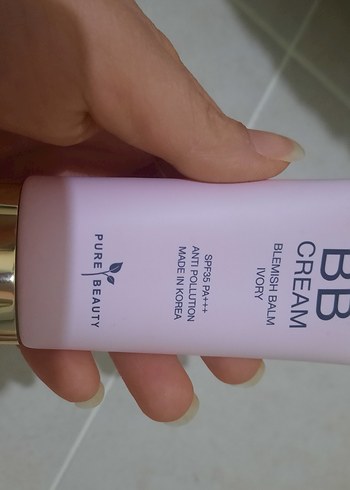 BB
CREAM
BLEMISH BALM
IVORY
SPF35 PA+++
ANTI POLLUTION
MADE IN KOREA
PURE BEAUTY